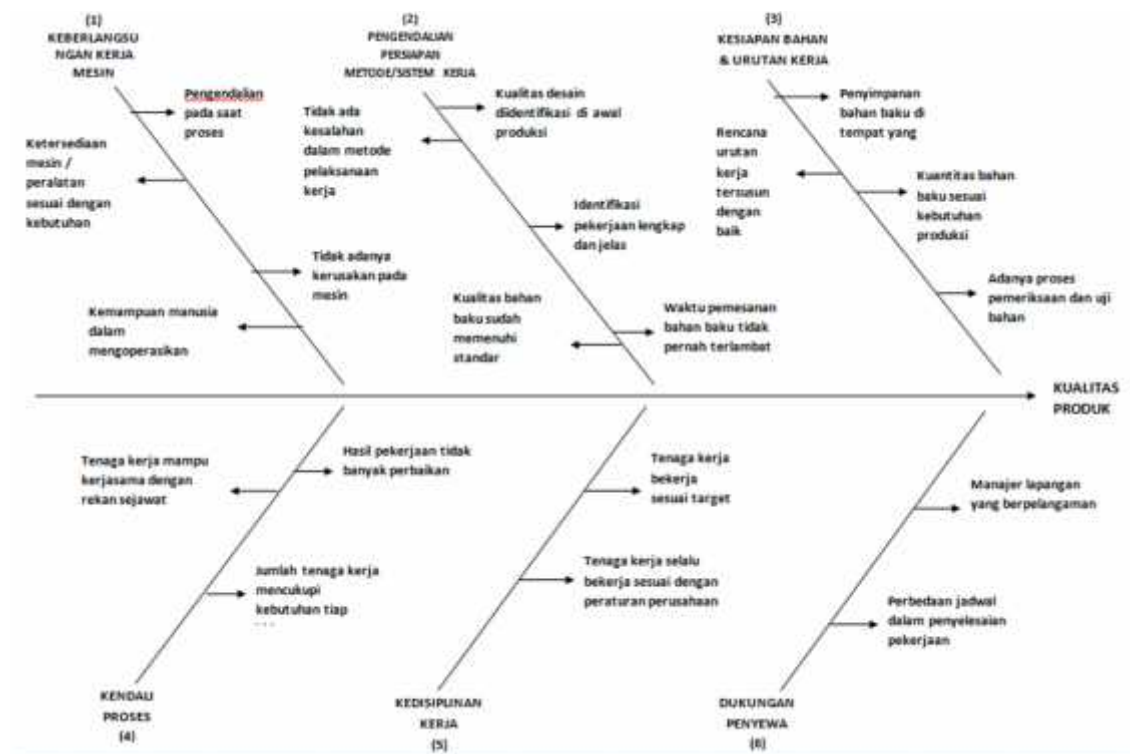 (1)
KEBERLANGSU
NGAN KERJA
MESIN
Pengendalian
pada saat
proses
Ketersediaan
mesin /
peralatan
sesuai dengan
kebutuhan
Tidak adanya
kerusakan pada
mesin
Kemampuan manusia
dalam
mengoperasikan
(2)
PENGENDALIAN
PERSIAPAN
METODE/SISTEM KERJA
Kualitas desain
diidentifikasi di awal
produksi
Tidak ada
kesalahan
dalam metode
pelaksanaan
kerja
Identifikasi
pekerjaan lengkap
dan jelas
Kualitas bahan
baku sudah
memenuhi
standar
Waktu pemesanan
bahan baku tidak
pernah terlambat
(3)
KESIAPAN BAHAN
& URUTAN KERJA
Penyimpanan
bahan baku di
tempat yang
Rencana
urutan
kerja
tersusun
dengan
baik
Kuantitas bahan
baku sesuai
kebutuhan
produksi
Adanya proses
pemeriksaan dan uji
bahan
KUALITAS
PRODUK
Tenaga kerja mampu
kerjasama dengan
rekan sejawat
Hasil pekerjaan tidak
banyak perbaikan
Jumlah tenaga kerja
mencukupi
kebutuhan tiap
KENDALI
PROSES
(4)
Tenaga kerja
bekerja
sesuai target
Tenaga kerja selalu
bekerja sesuai dengan
peraturan perusahaan
KEDISIPLINAN
KERJA
(5)
Manajer lapangan
yang berpelangaman
Perbedaan jadwal
dalam penyelesaian
pekerjaan
DUKUNGAN
PENYEWA
(6)